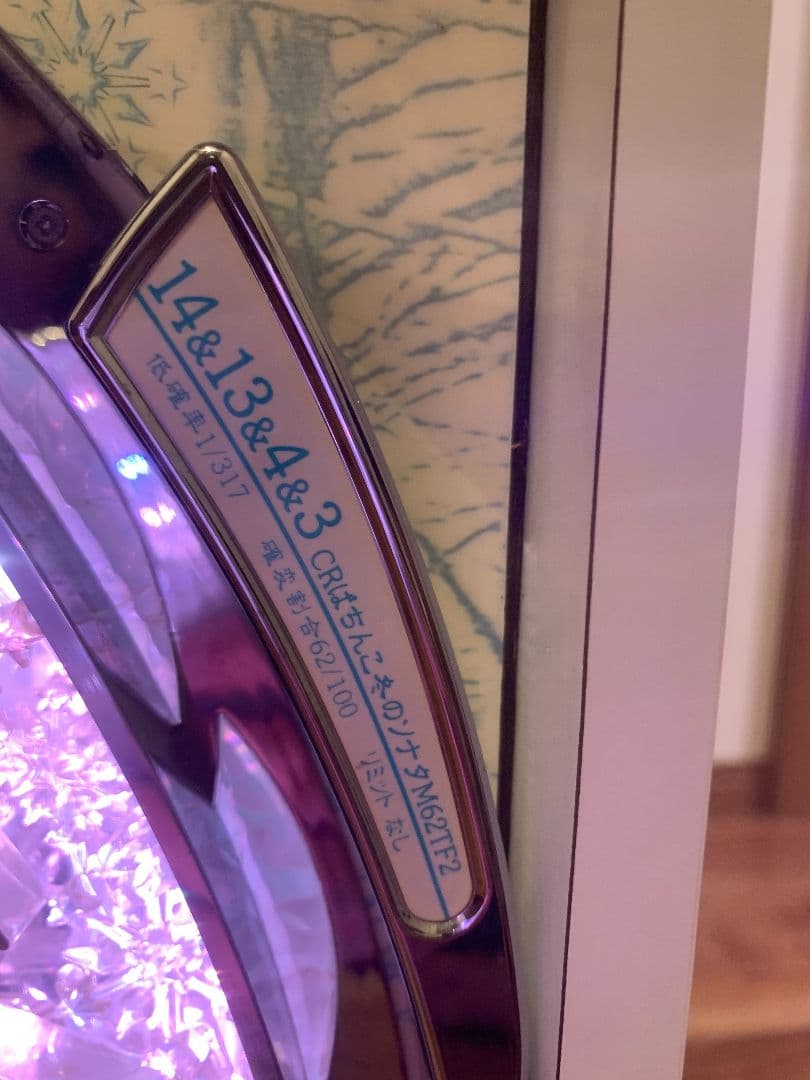 14&13&4&3 CRぱちんこ冬のソナタM62TF2
低確率1/317 確変割合62/100 リミット なし